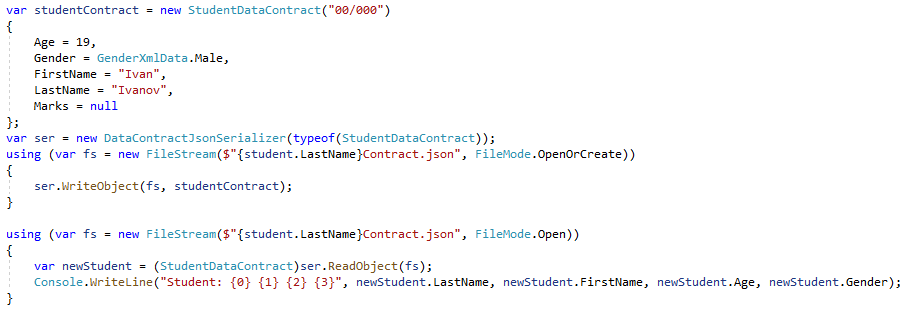 var studentContract = new StudentDataContract("00/000")
{
    Age = 19,
    Gender = GenderXmlData.Male,
    FirstName = "Ivan",
    LastName = "Ivanov",
    Marks = null
};
var ser = new DataContractJsonSerializer(typeof(StudentDataContract));
using (var fs = new FileStream($"{student.LastName}Contract.json", FileMode.OpenOrCreate))
{
    ser.WriteObject(fs, studentContract);
}

using (var fs = new FileStream($"{student.LastName}Contract.json", FileMode.Open))
{
    var newStudent = (StudentDataContract)ser.ReadObject(fs);
    Console.WriteLine("Student: {0} {1} {2} {3}", newStudent.LastName, newStudent.FirstName, newStudent.Age, newStudent.Gender);
}